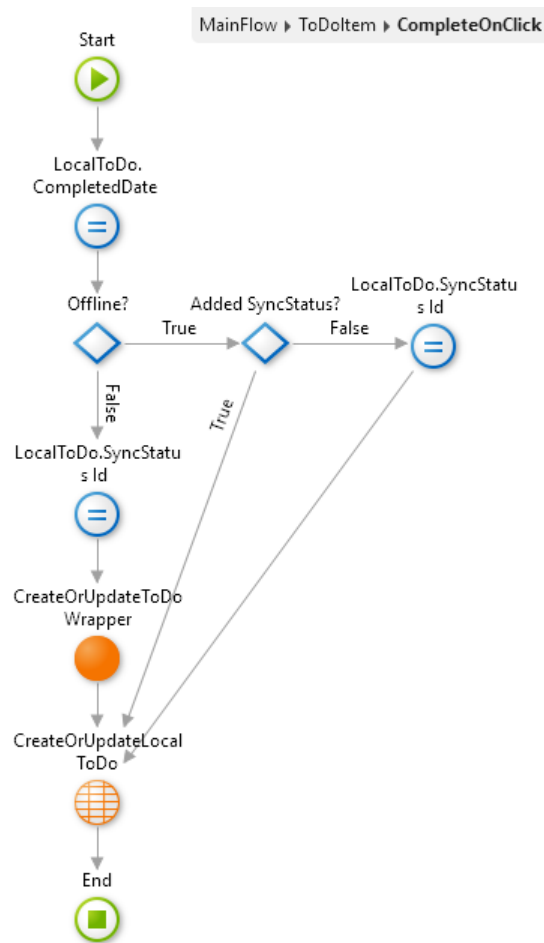 MainFlow ▸ ToDoItem ▸ CompleteOnClick
Start
LocalToDo.
CompletedDate
Offline?
True
Added SyncStatus?
False
LocalToDo.SyncStatu
s Id
False
True
LocalToDo.SyncStatu
s Id
CreateOrUpdateToDo
Wrapper
CreateOrUpdateLocal
ToDo
End